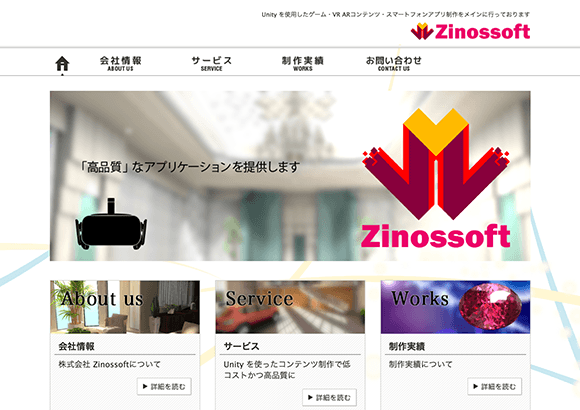 Unity を使用したゲーム・VR ARコンテンツ・スマートフォンアプリ制作をメインに行っております
Zinossoft
会社情報 サービス 制作実績 お問い合わせ
ABOUT US SERVICE WORKS CONTACT US
「高品質」なアプリケーションを提供します
Zinossoft
About us Service Works
会社情報
株式会社 Zinossoftについて
▶ 詳細を読む
サービス
Unity を使ったコンテンツ制作で低
コストかつ高品質に
▶ 詳細を読む
制作実績
制作実績について
▶ 詳細を読む